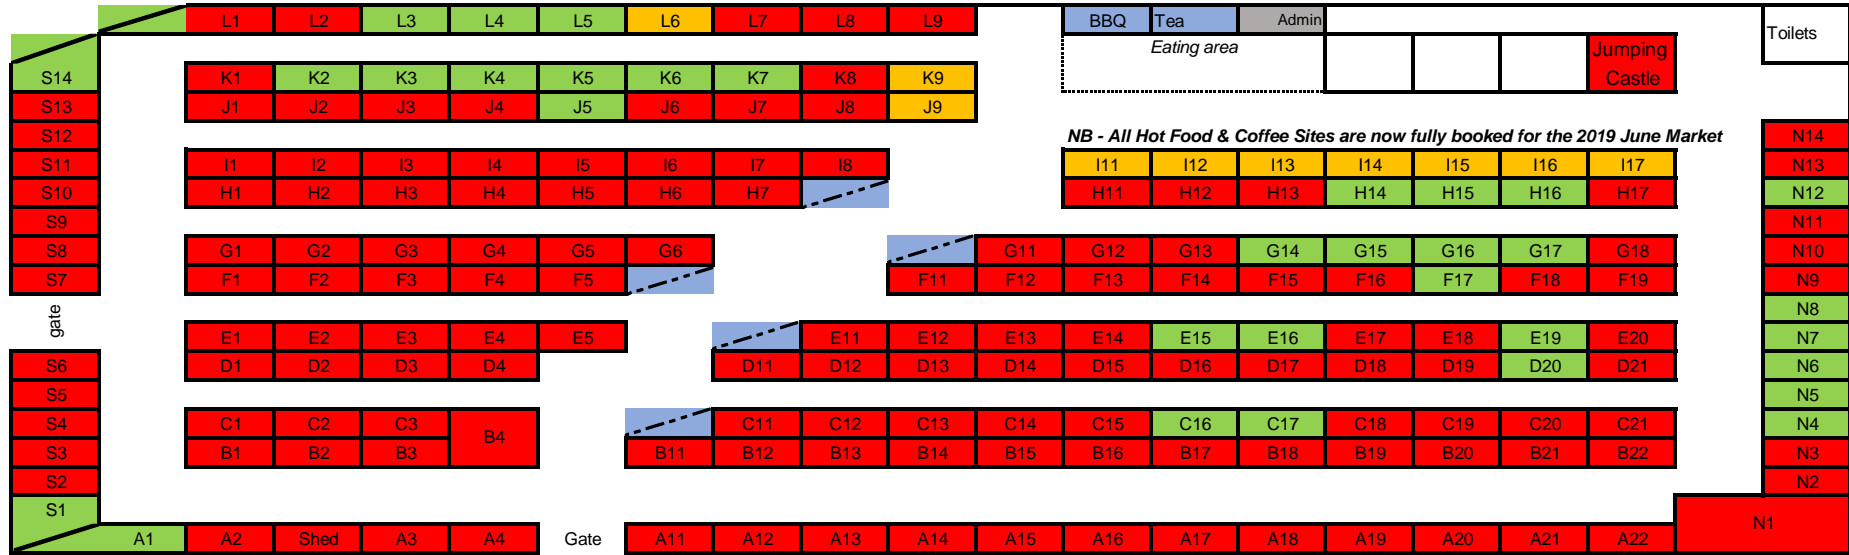 L1 L2 L3 L4 L5 L6 L7 L8 L9 BBQ Tea Admin
Toilets
Eating area
Jumping
Castle
S14 K1 K2 K3 K4 K5 K6 K7 K8 K9
S13 J1 J2 J3 J4 J5 J6 J7 J8 J9
S12 NB - All Hot Food & Coffee Sites are now fully booked for the 2019 June Market N14
S11 I1 I2 I3 I4 I5 I6 I7 I8 I11 I12 I13 I14 I15 I16 I17 N13
S10 H1 H2 H3 H4 H5 H6 H7 H11 H12 H13 H14 H15 H16 H17 N12
S9 N11
S8 G1 G2 G3 G4 G5 G6 G11 G12 G13 G14 G15 G16 G17 G18 N10
S7 F1 F2 F3 F4 F5 F11 F12 F13 F14 F15 F16 F17 F18 F19 N9
gate
N8
E1 E2 E3 E4 E5 E11 E12 E13 E14 E15 E16 E17 E18 E19 E20 N7
S6 D1 D2 D3 D4 D11 D12 D13 D14 D15 D16 D17 D18 D19 D20 D21 N6
S5 N5
S4 C1 C2 C3 C11 C12 C13 C14 C15 C16 C17 C18 C19 C20 C21 N4
B4
S3 B1 B2 B3 B11 B12 B13 B14 B15 B16 B17 B18 B19 B20 B21 B22 N3
S2 N2
S1
N1
A1 A2 Shed A3 A4 Gate A11 A12 A13 A14 A15 A16 A17 A18 A19 A20 A21 A22